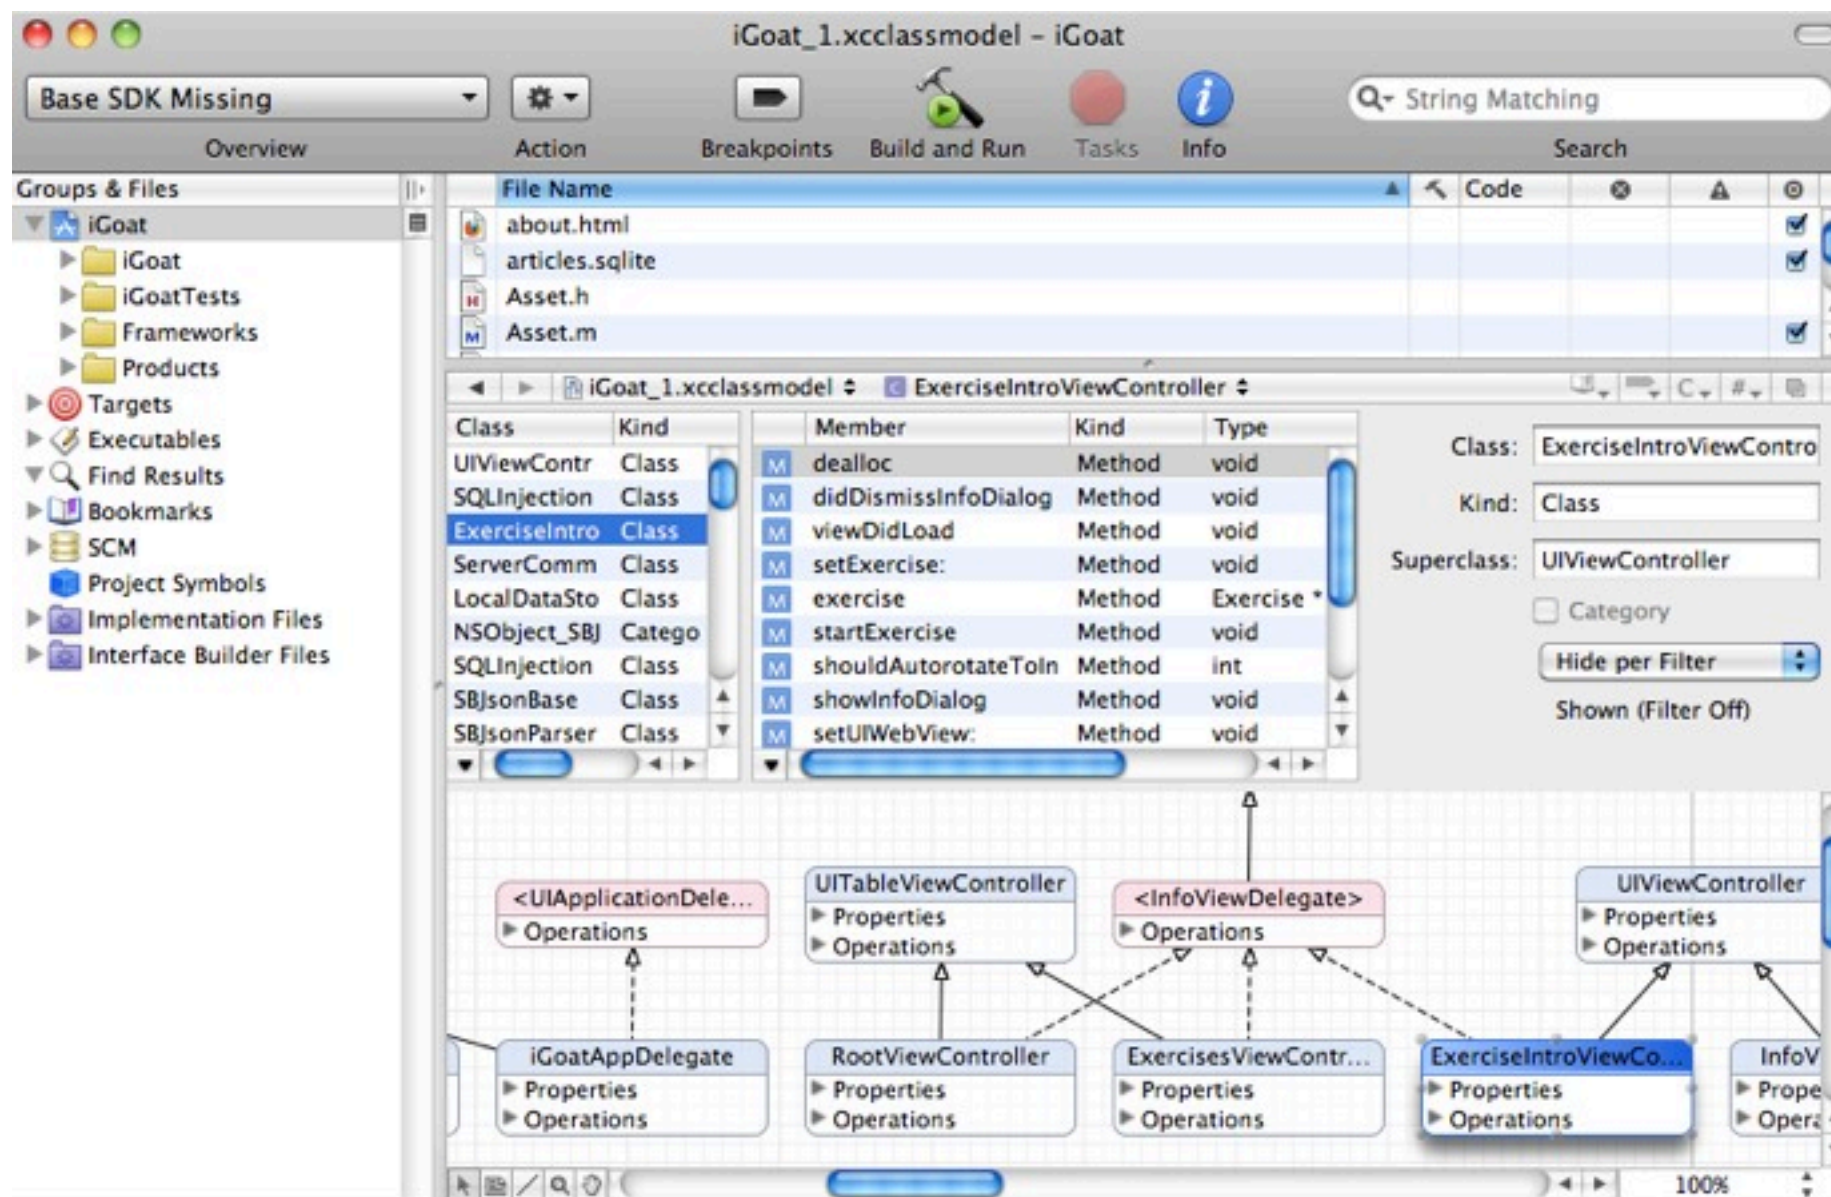 iGoat_1.xcclassmodel – iGoat
Base SDK Missing
String Matching
Overview Action Breakpoints Build and Run Tasks Info Search
Groups & Files
iGoat
iGoat
iGoatTests
Frameworks
Products
Targets
Executables
Find Results
Bookmarks
SCM
Project Symbols
Implementation Files
Interface Builder Files
File Name Code
about.html
articles.sqlite
Asset.h
Asset.m
iGoat_1.xcclassmodel ExerciseIntroViewController C #
Class Kind
UIViewContr Class
SQLInjection Class
ExerciseIntro Class
ServerComm Class
LocalDataSto Class
NSObject_SBJ Catego
SQLInjection Class
SBJsonBase Class
SBJsonParser Class
Member Kind Type
M dealloc Method void
M didDismissInfoDialog Method void
M viewDidLoad Method void
M setExercise: Method void
M exercise Method Exercise *
M startExercise Method void
M shouldAutorotateToIn Method int
M showInfoDialog Method void
M setUIWebView: Method void
Class: ExerciseIntroViewContro
Kind: Class
Superclass: UIViewController
Category
Hide per Filter
Shown (Filter Off)
<UIApplicationDele...
Operations
UITableViewController
Properties
Operations
<InfoViewDelegate>
Operations
UIViewController
Properties
Operations
iGoatAppDelegate
Properties
Operations
RootViewController
Properties
Operations
ExercisesViewContr...
Properties
Operations
ExerciseIntroViewCo...
Properties
Operations
InfoV
Prope
Opera
100%